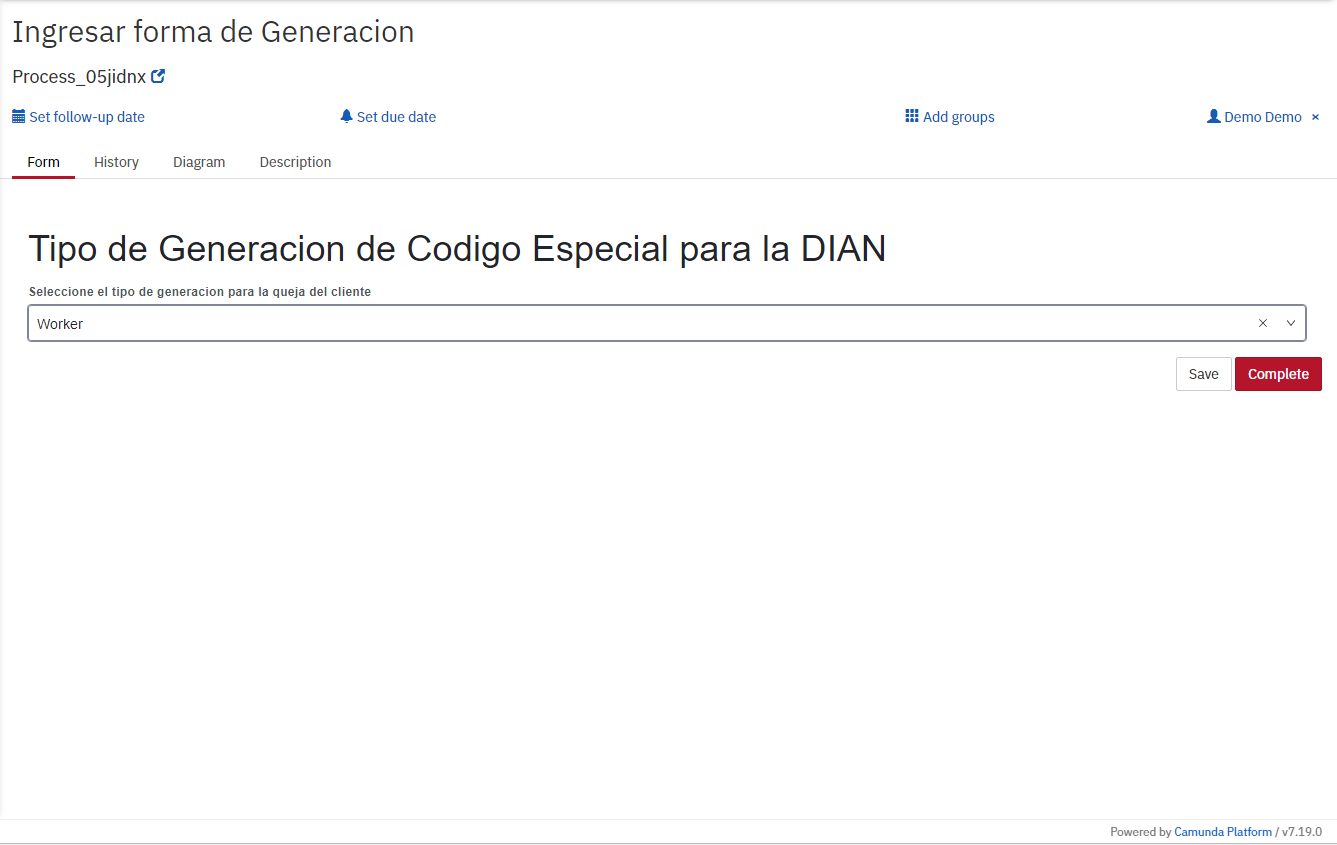 Ingresar forma de Generacion
Process_05jidnx
Set follow-up date Set due date Add groups Demo Demo ×
Form History Diagram Description
Tipo de Generacion de Codigo Especial para la DIAN
Seleccione el tipo de generacion para la queja del cliente
Worker
Save Complete
Powered by Camunda Platform / v7.19.0